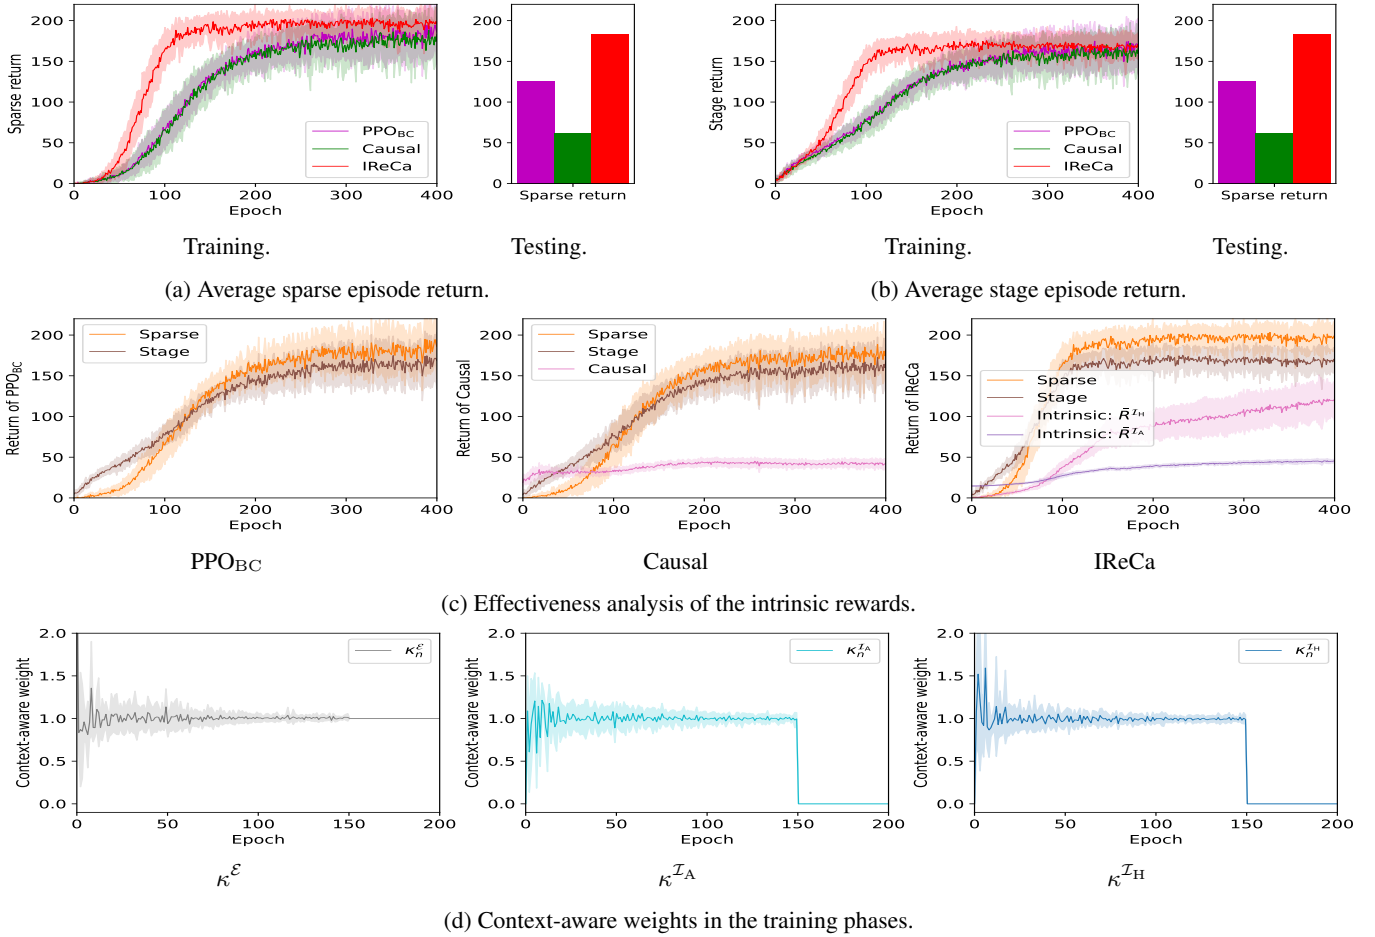 Sparse return
200
150
100
50
0
0 100 200 300 400
Epoch
PPO_BC
Causal
IReCa
200
150
100
50
0
Sparse return
Stage return
200
150
100
50
0
0 100 200 300 400
Epoch
PPO_BC
Causal
IReCa
200
150
100
50
0
Sparse return
Training. Testing. Training. Testing.
(a) Average sparse episode return. (b) Average stage episode return.
Return of PPO_BC
200
150
100
50
0
0 100 200 300 400
Epoch
Sparse
Stage
Return of Causal
200
150
100
50
0
0 100 200 300 400
Epoch
Sparse
Stage
Causal
Return of IReCa
200
150
100
50
0
0 100 200 300 400
Epoch
Sparse
Stage
Intrinsic: R̄^{I_H}
Intrinsic: R̄^{I_A}
PPO_BC Causal IReCa
(c) Effectiveness analysis of the intrinsic rewards.
Context-aware weight
2.0
1.5
1.0
0.5
0.0
0 50 100 150 200
Epoch
κ_n^ℰ
Context-aware weight
2.0
1.5
1.0
0.5
0.0
0 50 100 150 200
Epoch
κ_n^{I_A}
Context-aware weight
2.0
1.5
1.0
0.5
0.0
0 50 100 150 200
Epoch
κ_n^{I_H}
κ^ℰ κ^{I_A} κ^{I_H}
(d) Context-aware weights in the training phases.